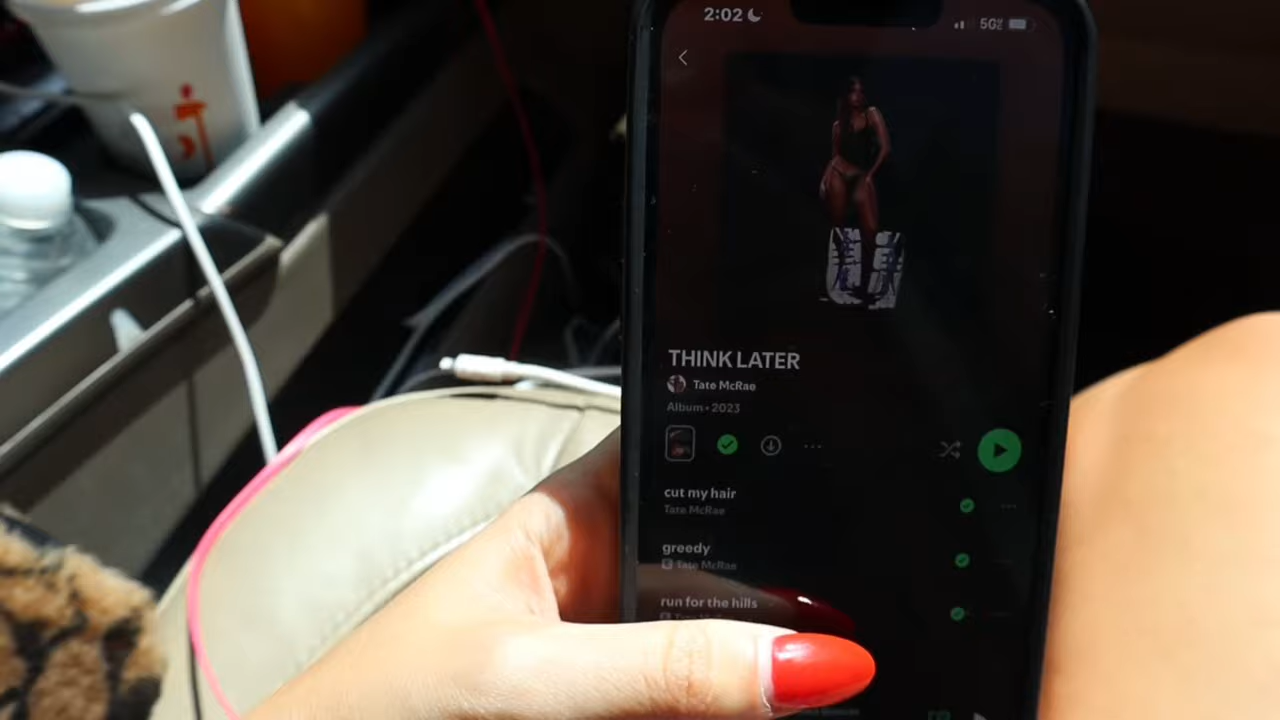 2:02
5G
THINK LATER
Tate McRae
Album • 2023
cut my hair
Tate McRae
greedy
E Tate McRae
run for the hills